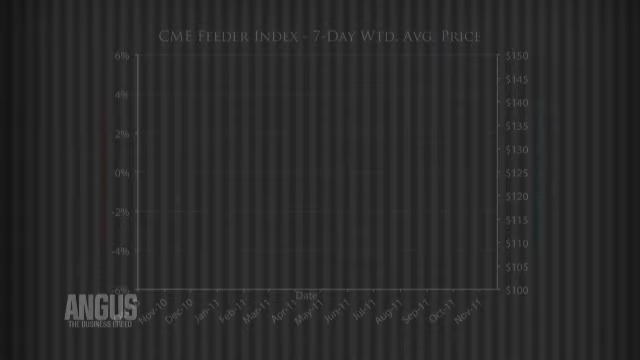 CME Feeder Index - 7-Day Wtd. Avg. Price
6%
4%
2%
0%
-2%
-4%
-6%
$150
$145
$140
$135
$130
$125
$120
$115
$110
$105
$100
Date
Nov-10
Dec-10
Jan-11
Feb-11
Mar-11
Apr-11
May-11
Jun-11
Jul-11
Aug-11
Sep-11
Oct-11
Nov-11
ANGUS
THE BUSINESS BREED